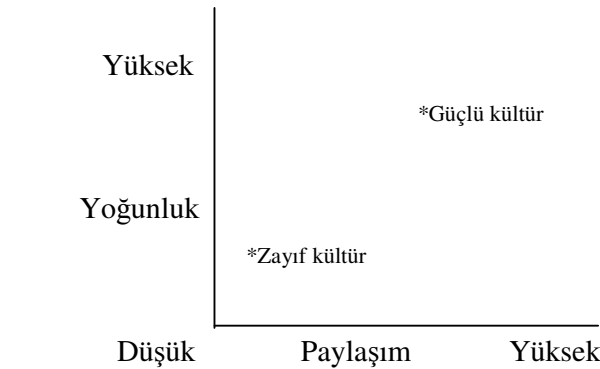 Yüksek
*Güçlü kültür
Yoğunluk
*Zayıf kültür
Düşük Paylaşım Yüksek